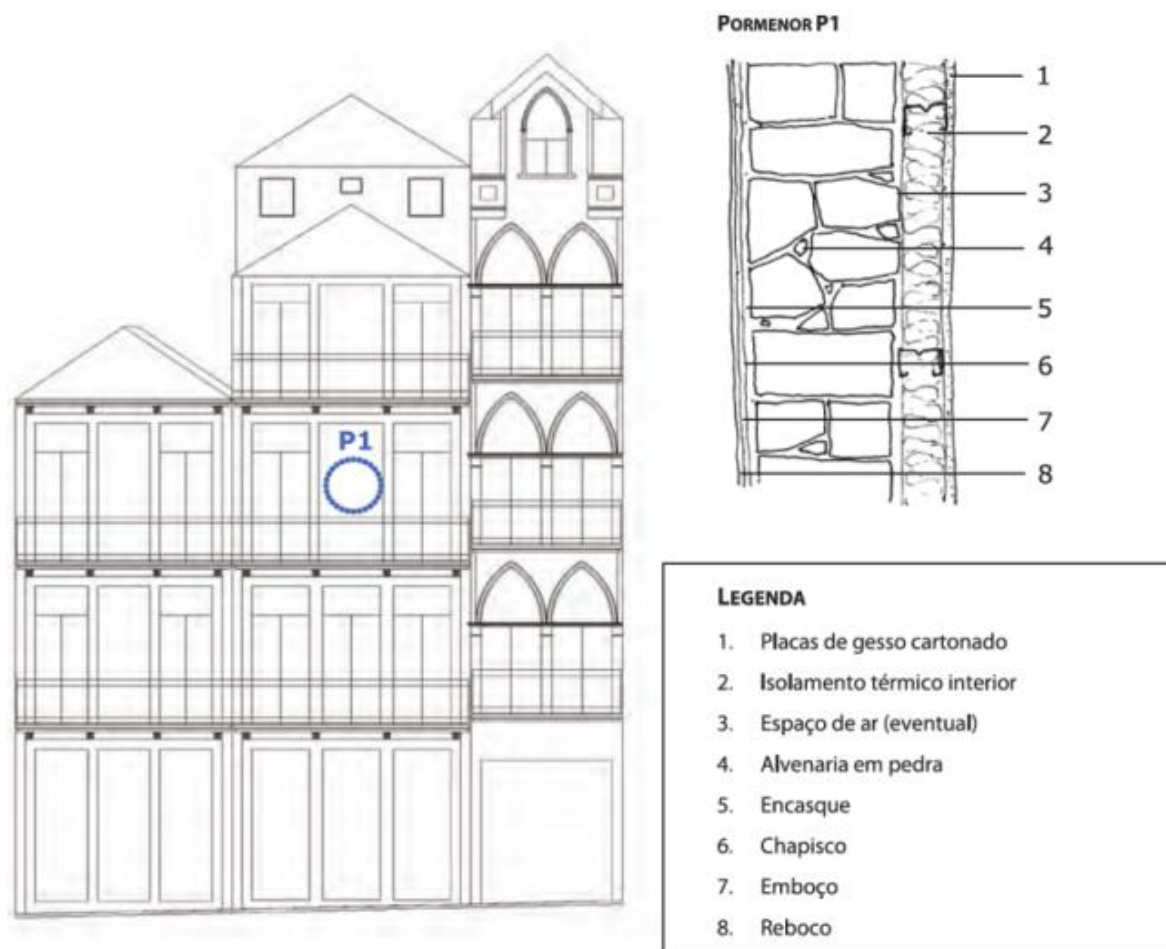 PORMENOR P1
1
2
3
4
5
6
7
8
P1
LEGENDA
1. Placas de gesso cartonado
2. Isolamento térmico interior
3. Espaço de ar (eventual)
4. Alvenaria em pedra
5. Encasque
6. Chapisco
7. Emboço
8. Reboco